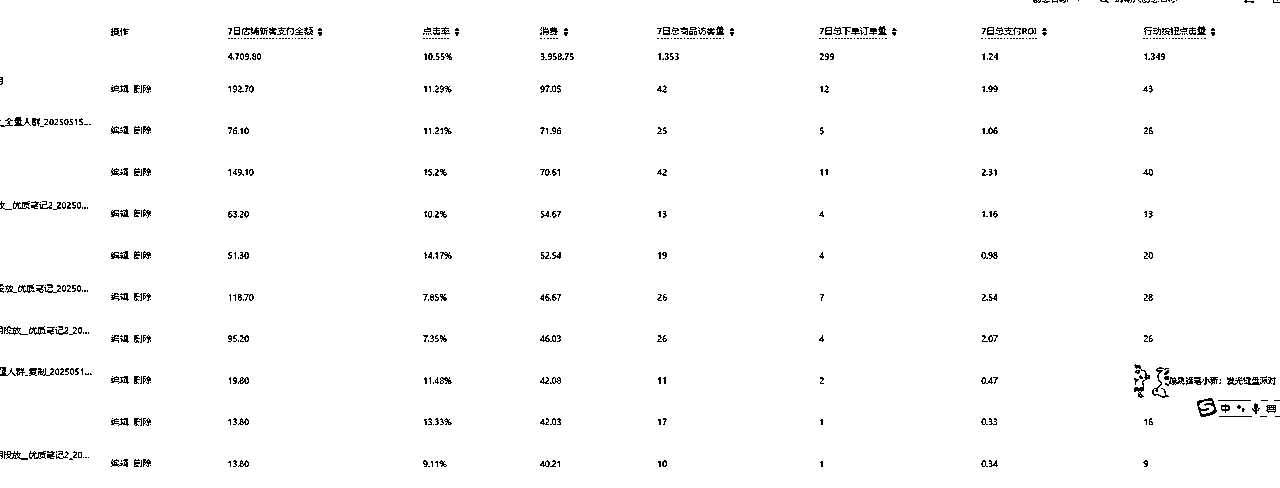 操作 7日店铺新客支付金额 点击率 消费 7日总商品访客量 7日总下单订单量 7日总支付ROI 行动按钮点击量
4,709.80 10.55% 3,958.75 1,353 299 1.24 1,349
编辑 删除 192.70 11.29% 97.05 42 12 1.99 43
_全量人群_20250515...
编辑 删除 76.10 11.21% 71.96 25 5 1.06 26
编辑 删除 149.10 15.2% 70.61 42 11 2.31 40
放__优质笔记2_20250...
编辑 删除 63.20 10.2% 54.67 13 4 1.16 13
编辑 删除 51.30 14.17% 52.54 19 4 0.98 20
投放_优质笔记_20250...
编辑 删除 118.70 7.85% 46.67 26 7 2.54 28
明投放__优质笔记2_20...
编辑 删除 95.20 7.35% 46.03 26 4 2.07 26
量人群_复制_2025051...
编辑 删除 19.80 11.48% 42.08 11 2 0.47
蜡笔小新：发光键盘派对
中
编辑 删除 13.80 13.33% 42.03 17 1 0.33 16
明投放__优质笔记2_20...
编辑 删除 13.80 9.11% 40.21 10 1 0.34 9